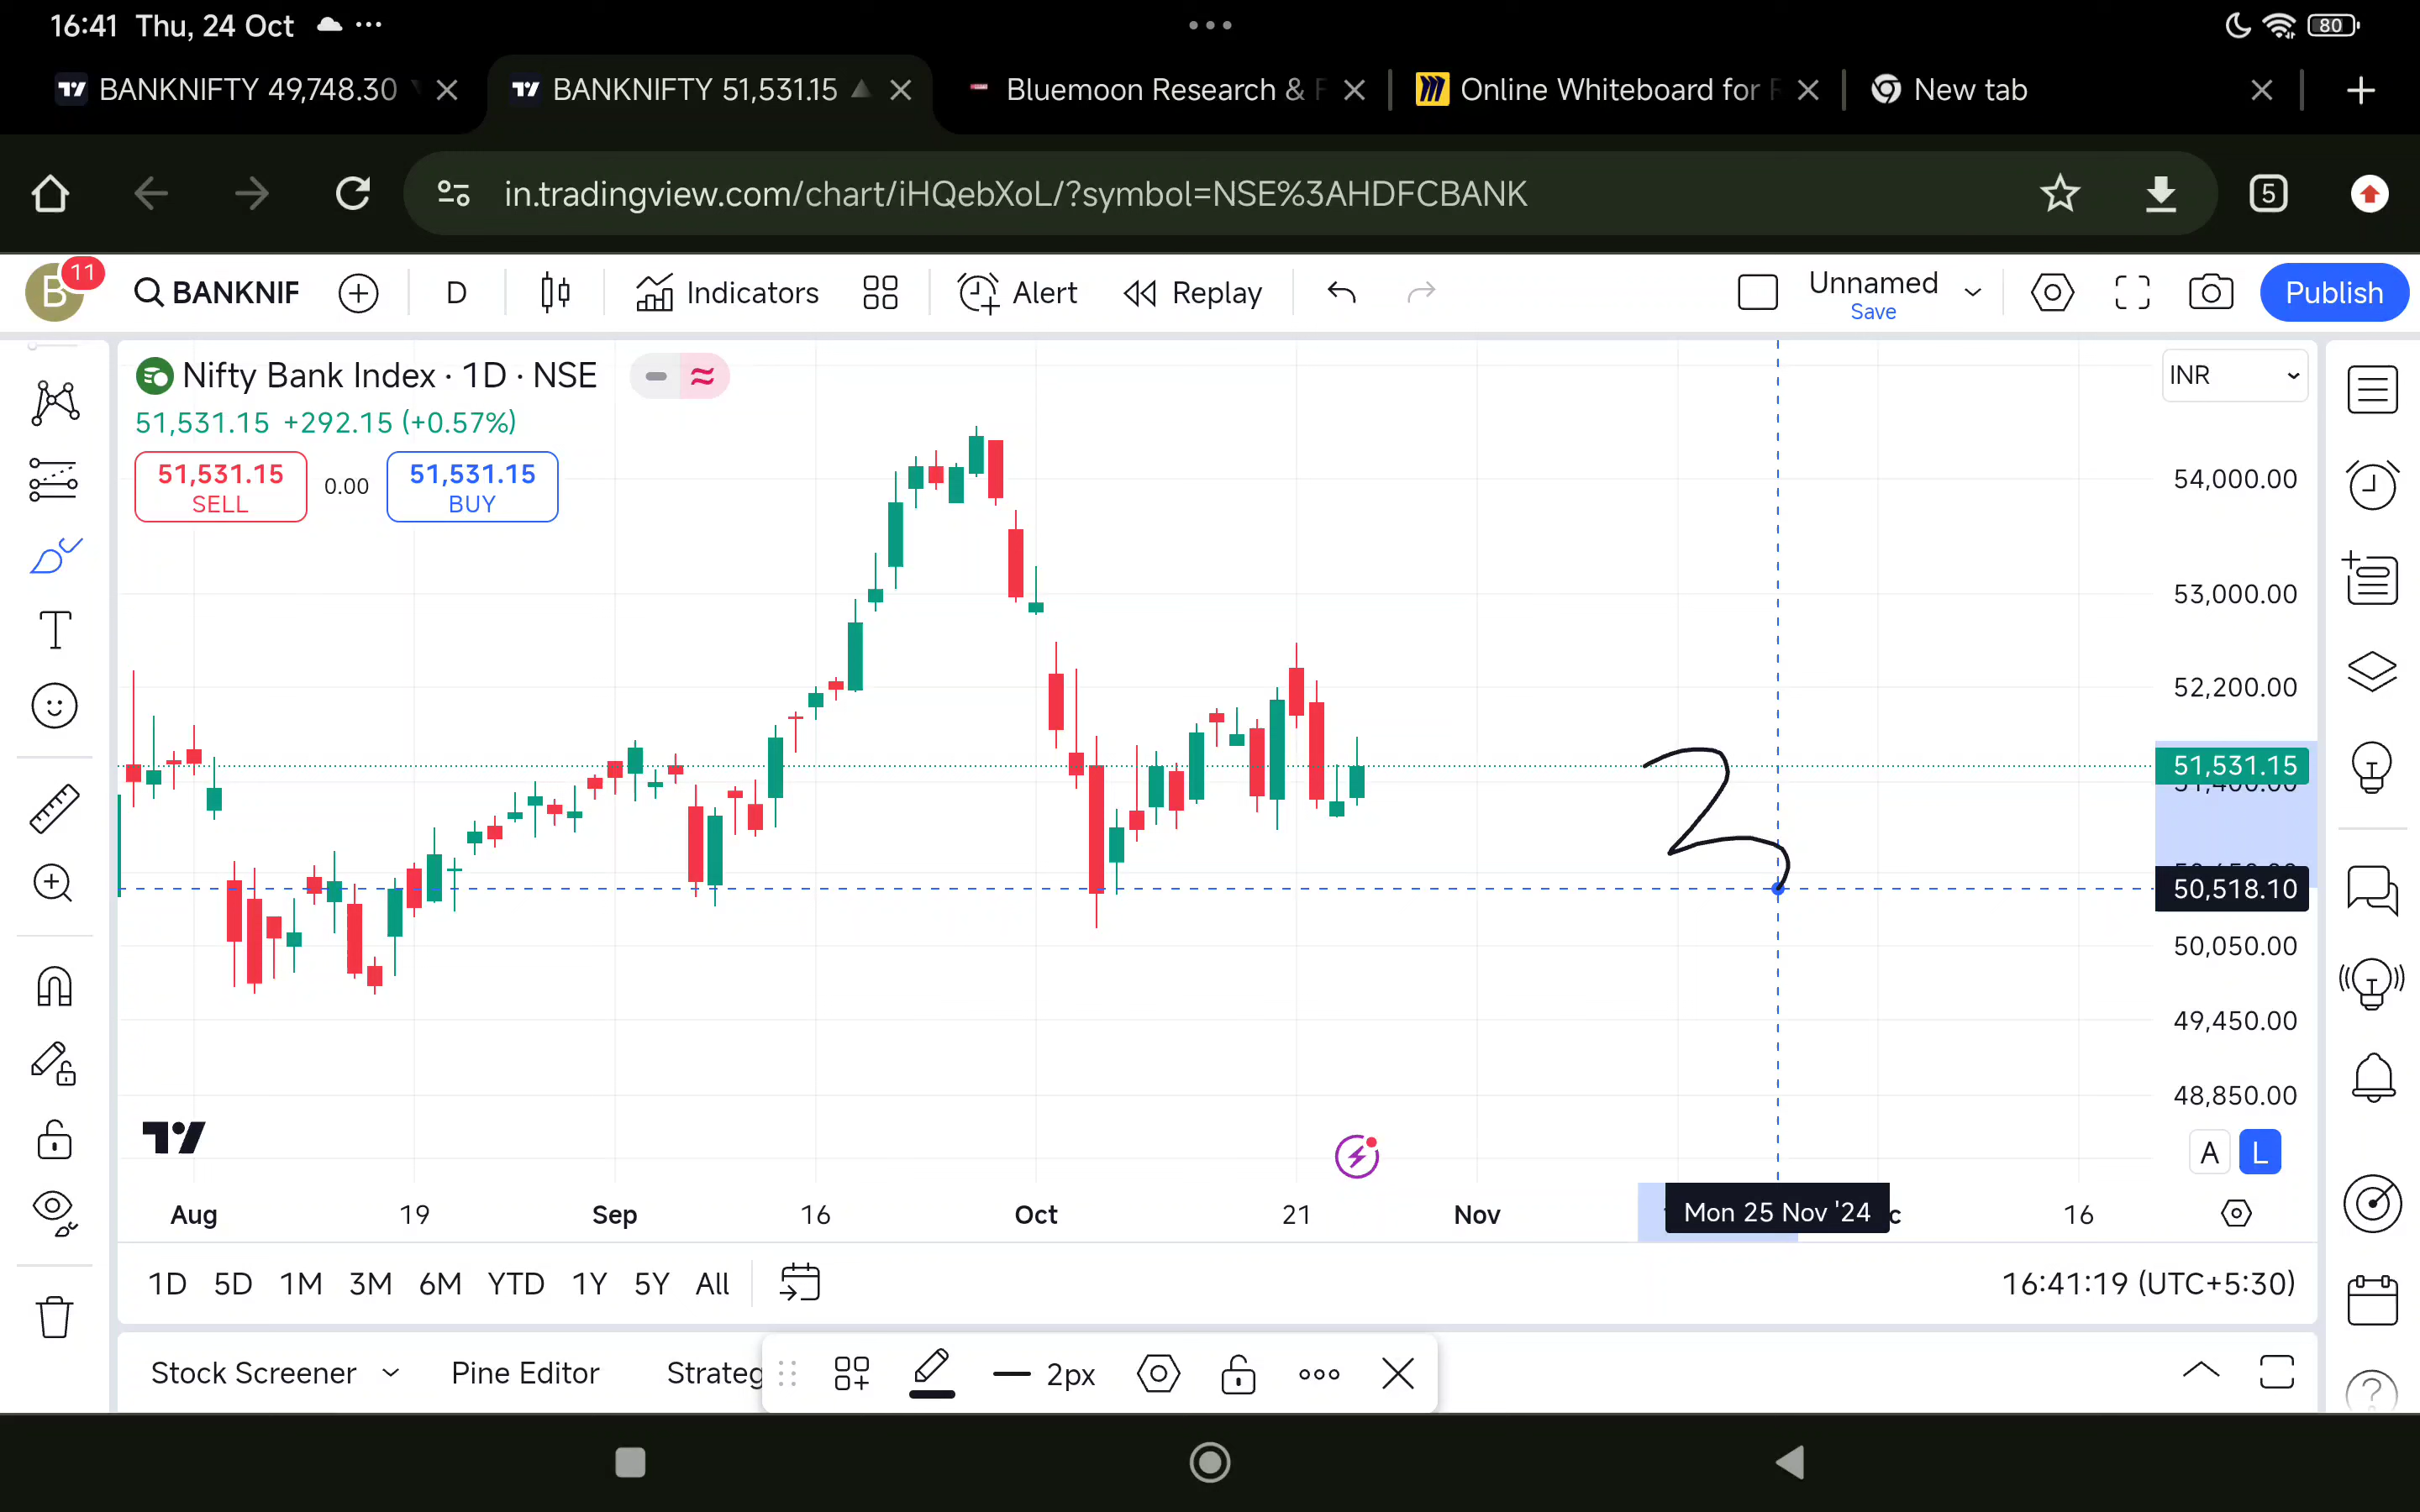 16:41 Thu, 24 Oct 80
BANKNIFTY 49,748.30 BANKNIFTY 51,531.15 Bluemoon Research & Online Whiteboard for New tab
in.tradingview.com/chart/iHQebXoL/?symbol=NSE%3AHDFCBANK 5
B 11 BANKNIF D Indicators Alert Replay Unnamed Save Publish
Nifty Bank Index · 1D · NSE INR
51,531.15 +292.15 (+0.57%)
51,531.15 SELL 0.00 51,531.15 BUY
54,000.00
53,000.00
52,200.00
51,531.15
51,400.00
2
50,518.10
50,050.00
49,450.00
48,850.00
A L
Aug 19 Sep 16 Oct 21 Nov Mon 25 Nov '24 16
1D 5D 1M 3M 6M YTD 1Y 5Y All 16:41:19 (UTC+5:30)
Stock Screener Pine Editor Strateg 2px